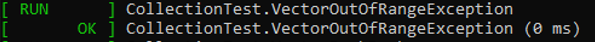 [ RUN      ] CollectionTest.VectorOutOfRangeException
[       OK ] CollectionTest.VectorOutOfRangeException (0 ms)